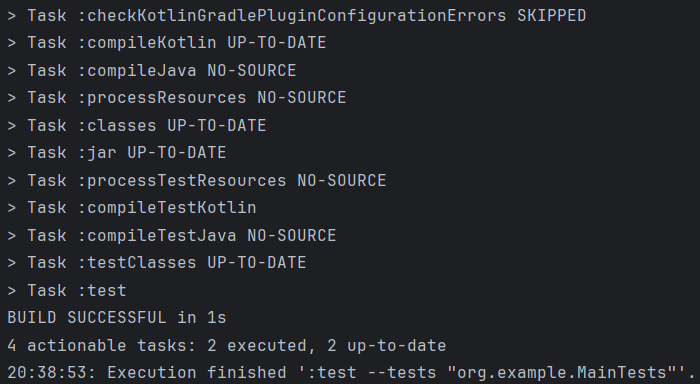 > Task :checkKotlinGradlePluginConfigurationErrors SKIPPED
> Task :compileKotlin UP-TO-DATE
> Task :compileJava NO-SOURCE
> Task :processResources NO-SOURCE
> Task :classes UP-TO-DATE
> Task :jar UP-TO-DATE
> Task :processTestResources NO-SOURCE
> Task :compileTestKotlin
> Task :compileTestJava NO-SOURCE
> Task :testClasses UP-TO-DATE
> Task :test
BUILD SUCCESSFUL in 1s
4 actionable tasks: 2 executed, 2 up-to-date
20:38:53: Execution finished ':test --tests "org.example.MainTests"'.